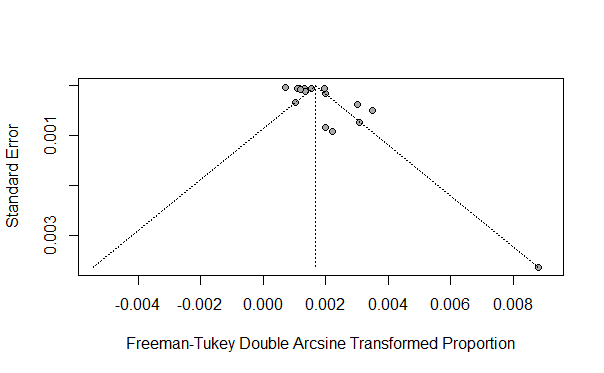 Standard Error
0.001
0.003
-0.004 -0.002 0.000 0.002 0.004 0.006 0.008
Freeman-Tukey Double Arcsine Transformed Proportion